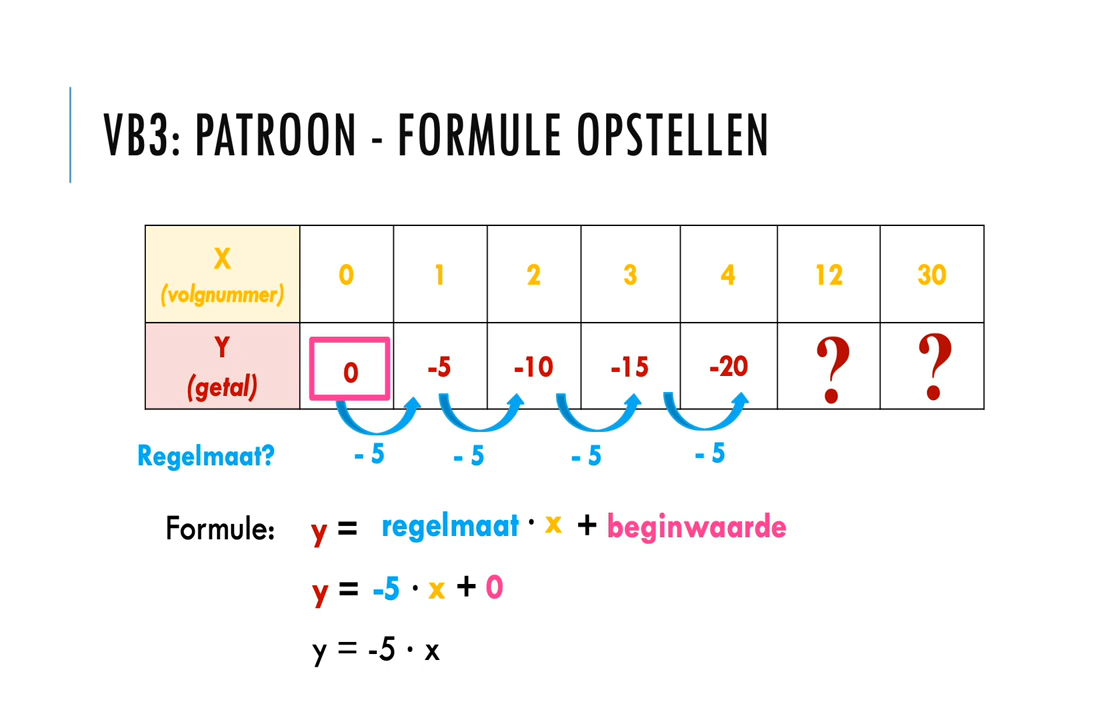 VB3: PATROON - FORMULE OPSTELLEN
X (volgnummer) 0 1 2 3 4 12 30
Y (getal) 0 -5 -10 -15 -20 ? ?
Regelmaat? - 5 - 5 - 5 - 5
Formule: y = regelmaat · x + beginwaarde
y = -5 · x + 0
y = -5 · x